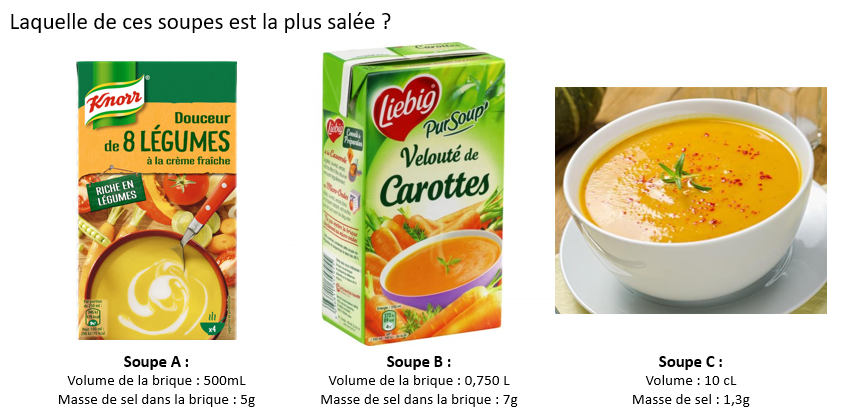 Laquelle de ces soupes est la plus salée ?
Knorr
Douceur
de 8 LÉGUMES
à la crème fraîche
RICHE EN
LÉGUMES
x4
Carottes
Liebig
PurSoup'
Velouté de
Carottes
Liebig
Soupe A :
Volume de la brique : 500mL
Masse de sel dans la brique : 5g
Soupe B :
Volume de la brique : 0,750 L
Masse de sel dans la brique : 7g
Soupe C :
Volume : 10 cL
Masse de sel : 1,3g